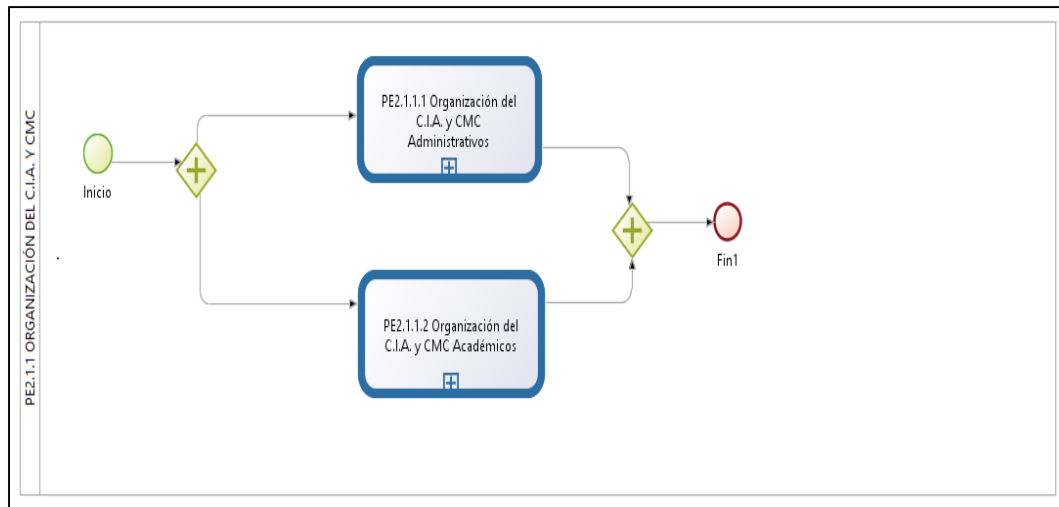 PE2.1.1 ORGANIZACIÓN DEL C.I.A. Y CMC
Inicio
PE2.1.1.1 Organización del
C.I.A. y CMC
Administrativos
PE2.1.1.2 Organización del
C.I.A. y CMC Académicos
Fin1